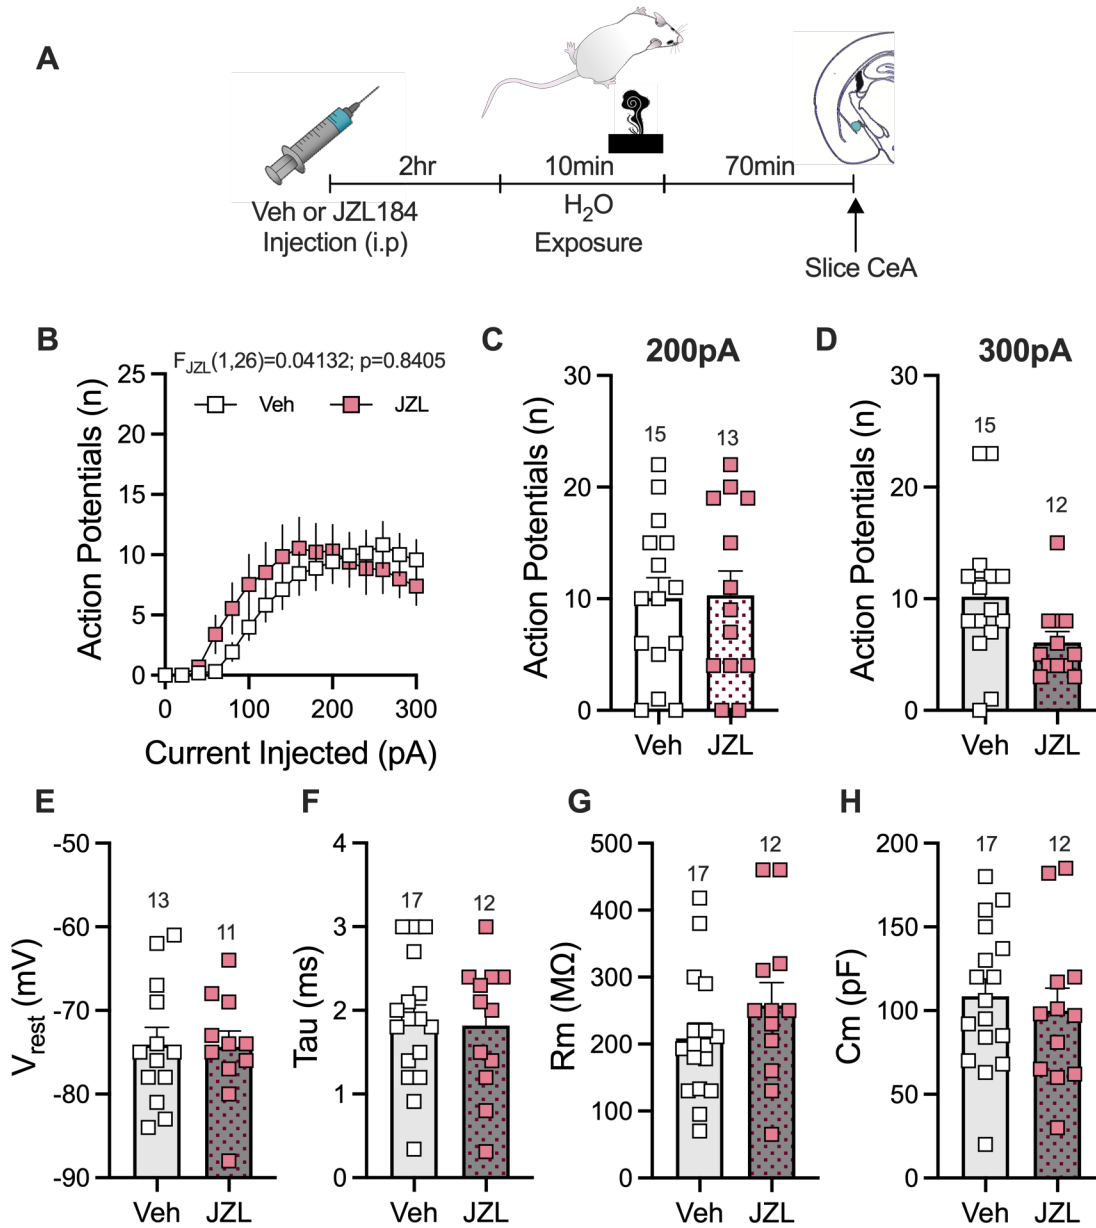 A
2hr
10min
70min
Veh or JZL184
Injection (i.p)
H₂O
Exposure
Slice CeA
B
F_JZL(1,26)=0.04132; p=0.8405
Veh
JZL
Action Potentials (n)
25
20
15
10
5
0
0
100
200
300
Current Injected (pA)
C
200pA
Action Potentials (n)
30
20
10
0
15
13
Veh
JZL
D
300pA
Action Potentials (n)
30
20
10
0
15
12
Veh
JZL
E
V_rest (mV)
-50
-60
-70
-80
-90
13
11
Veh
JZL
F
Tau (ms)
4
3
2
1
0
17
12
Veh
JZL
G
Rm (MΩ)
500
400
300
200
100
0
17
12
Veh
JZL
H
Cm (pF)
200
150
100
50
0
17
12
Veh
JZL